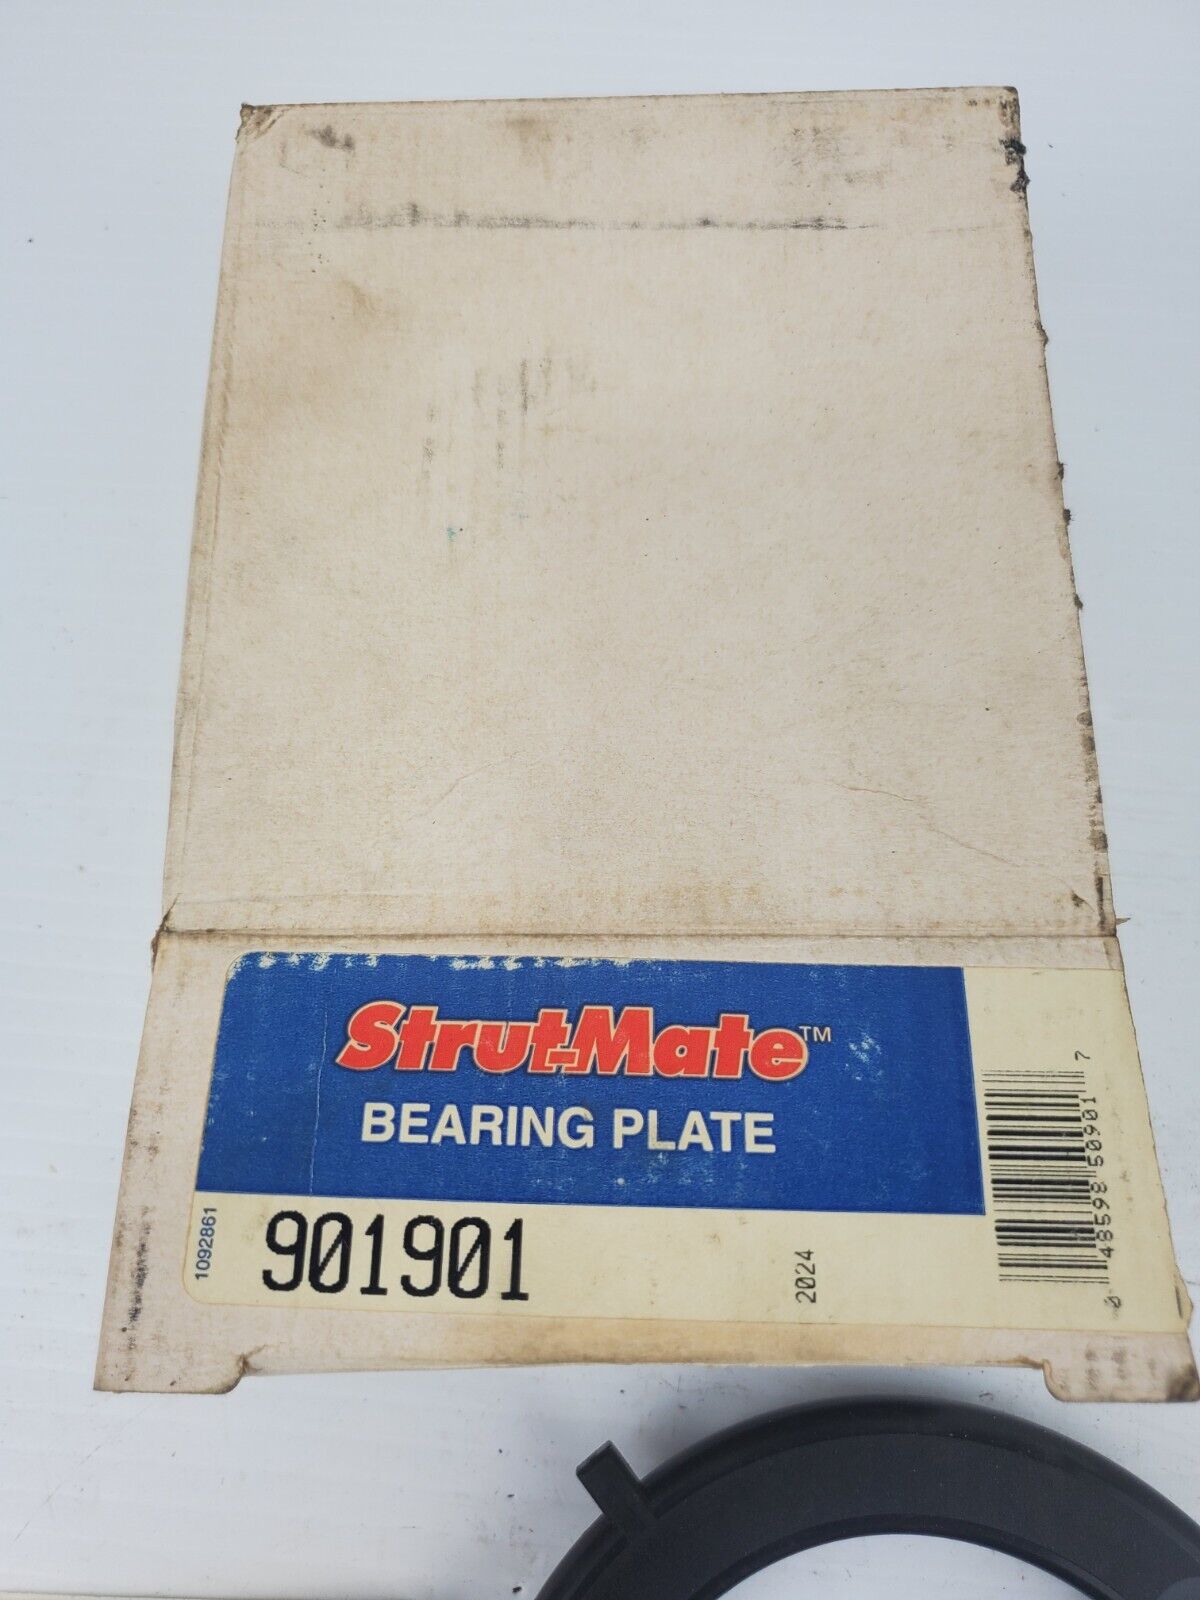 Strut-Mate™
BEARING PLATE
1092861
901901
2024
0 48598 50901 7